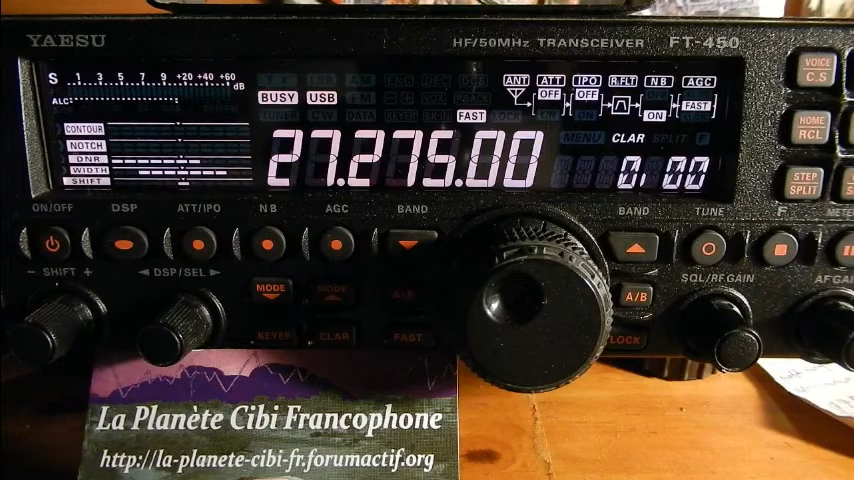 YAESU HF/50MHz TRANSCEIVER FT-450
S 1 3 5 7 9 +20 +40 +60 dB
ALC:
BUSY USB
FAST
ANT ATT IPO R.FLT NB AGC
OFF OFF
FAST
ON
MENU CLAR SPLIT F
CONTOUR
NOTCH
DNR
WIDTH
SHIFT
27.275.00
VOICE
C.S
HOME
RCL
STEP
SPLIT
ON/OFF DSP ATT/IPO NB AGC BAND BAND TUNE F
- SHIFT + ◄ DSP/SEL ► SQL/RF GAIN AF GAI
MODE MODE A=B A/B
KEYER CLAR FAST LOCK
La Planète Cibi Francophone
http://la-planete-cibi-fr.forumactif.org